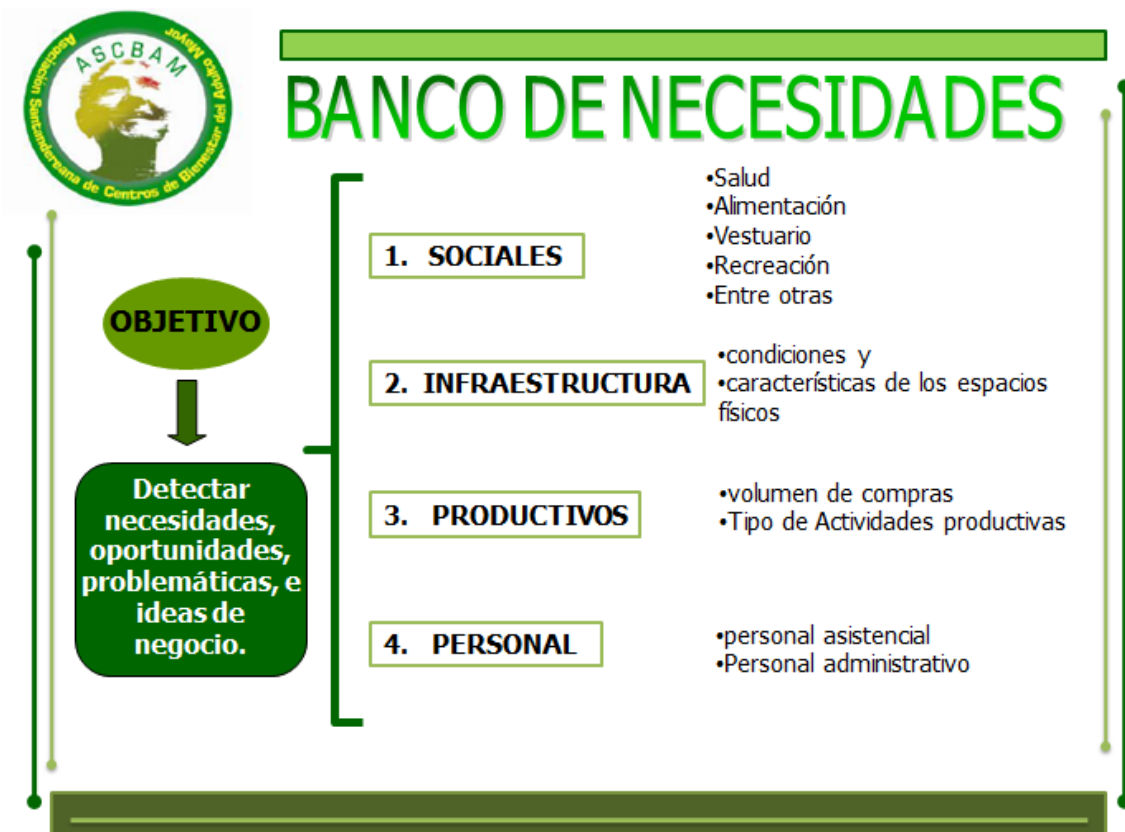 ASCBAM
Asociación Santandereana de Centros de Bienestar del Adulto Mayor
BANCO DE NECESIDADES
OBJETIVO
Detectar
necesidades,
oportunidades,
problemáticas, e
ideas de
negocio.
1. SOCIALES
•Salud
•Alimentación
•Vestuario
•Recreación
•Entre otras
2. INFRAESTRUCTURA
•condiciones y
•características de los espacios
físicos
3. PRODUCTIVOS
•volumen de compras
•Tipo de Actividades productivas
4. PERSONAL
•personal asistencial
•Personal administrativo